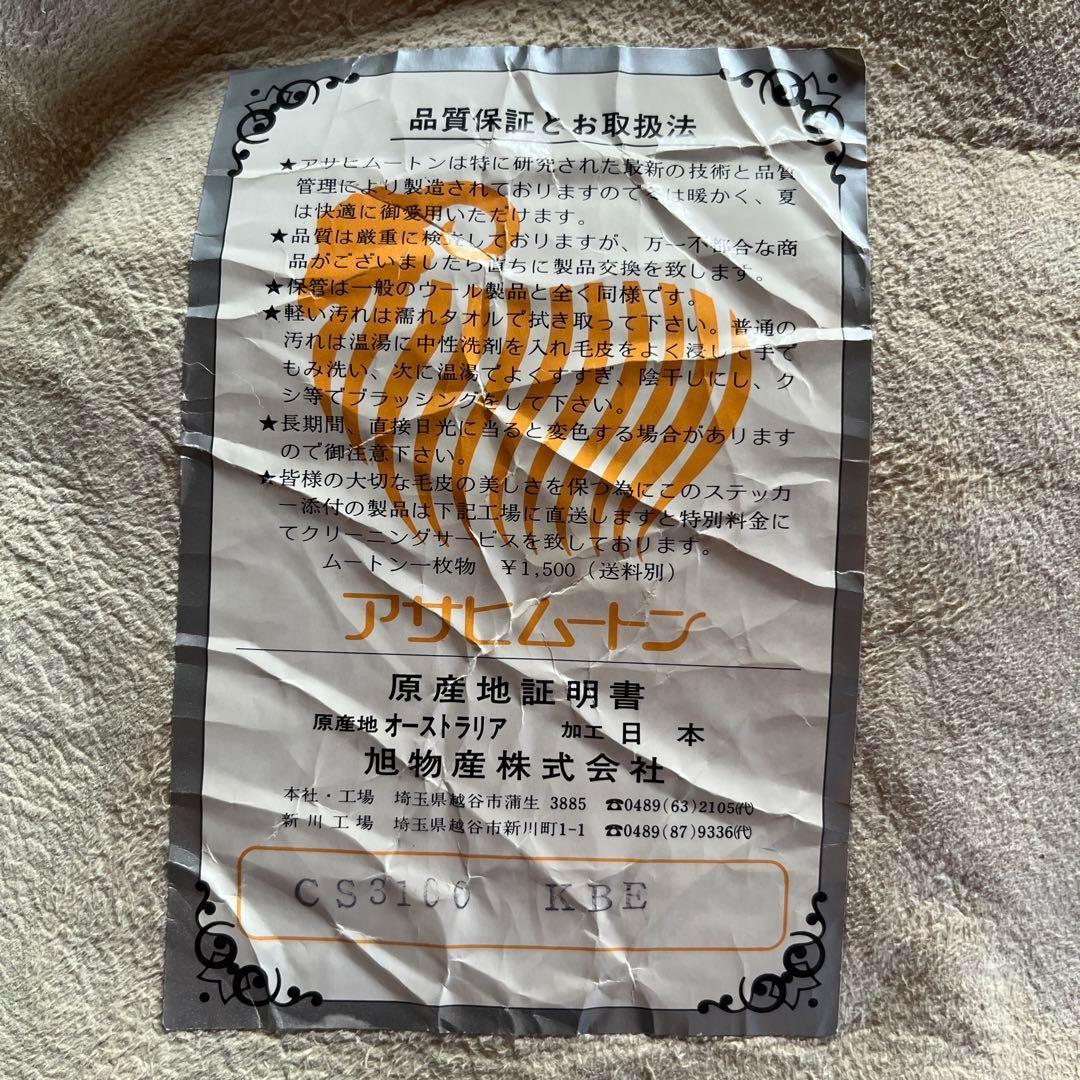 品質保証とお取扱法
★アサヒムートンは特に研究された最新の技術と品質
管理により製造されておりますので冬は暖かく、夏
は快適に御愛用いただけます。
★品質は厳重に検査しておりますが、万一不都合な商
品がございましたら直ちに製品交換を致します。
★保管は一般のウール製品と全く同様です。
★軽い汚れは濡れタオルで拭き取って下さい。普通の
汚れは温湯に中性洗剤を入れ毛皮をよく浸して手で
もみ洗い、次に温湯でよくすすぎ、陰干しにし、ク
シ等でブラッシングをして下さい。
★長期間、直接日光に当ると変色する場合があります
ので御注意下さい。
★皆様の大切な毛皮の美しさを保つ為にこのステッカ
ー添付の製品は下記工場に直送しますと特別料金に
てクリーニングサービスを致しております。
ムートン一枚物 ¥1,500(送料別)
アサヒムートン
原産地証明書
原産地 オーストラリア 加工 日本
旭物産株式会社
本社・工場 埼玉県越谷市蒲生 3885 ☎0489(63)2105㈹
新川工場 埼玉県越谷市新川町1-1 ☎0489(87)9336㈹
CS3100 KBE